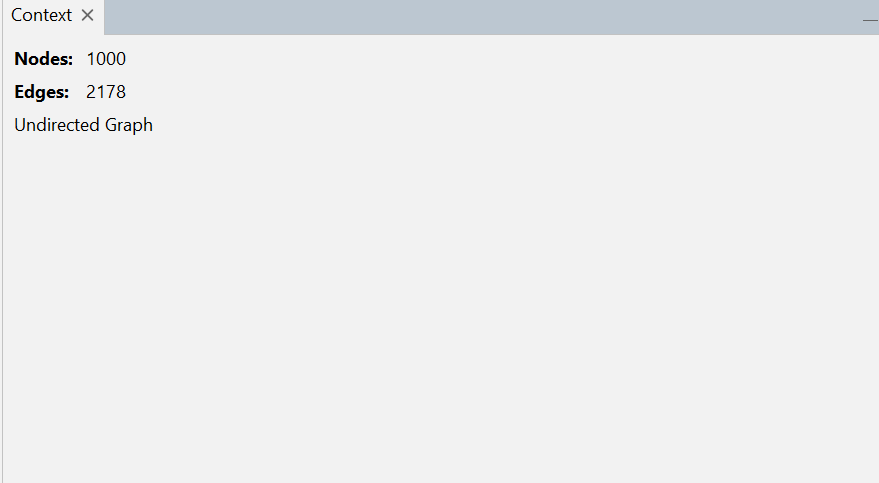 Context
Nodes: 1000
Edges: 2178
Undirected Graph